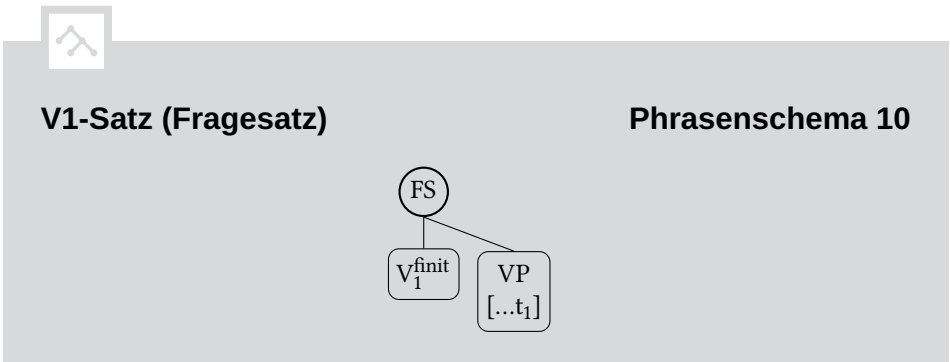 V1-Satz (Fragesatz) Phrasenschema 10
FS
V₁ᶠⁱⁿⁱᵗ VP
[…t₁]